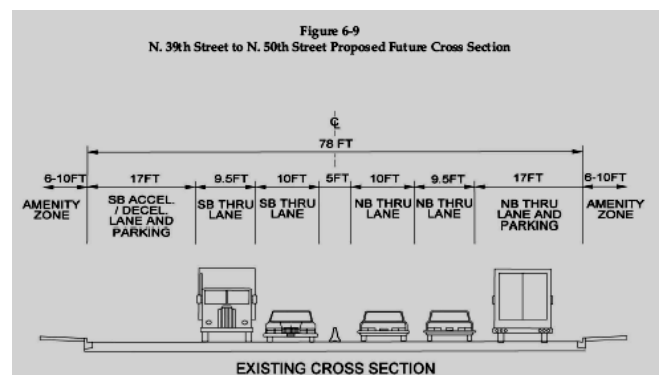 Figure 6-9
N. 39th Street to N. 50th Street Proposed Future Cross Section
℄
78 FT
6-10FT 17FT 9.5FT 10FT 5FT 10FT 9.5FT 17FT 6-10FT
AMENITY ZONE
SB ACCEL. / DECEL. LANE AND PARKING
SB THRU LANE
SB THRU LANE
NB THRU LANE
NB THRU LANE
NB THRU LANE AND PARKING
AMENITY ZONE
EXISTING CROSS SECTION